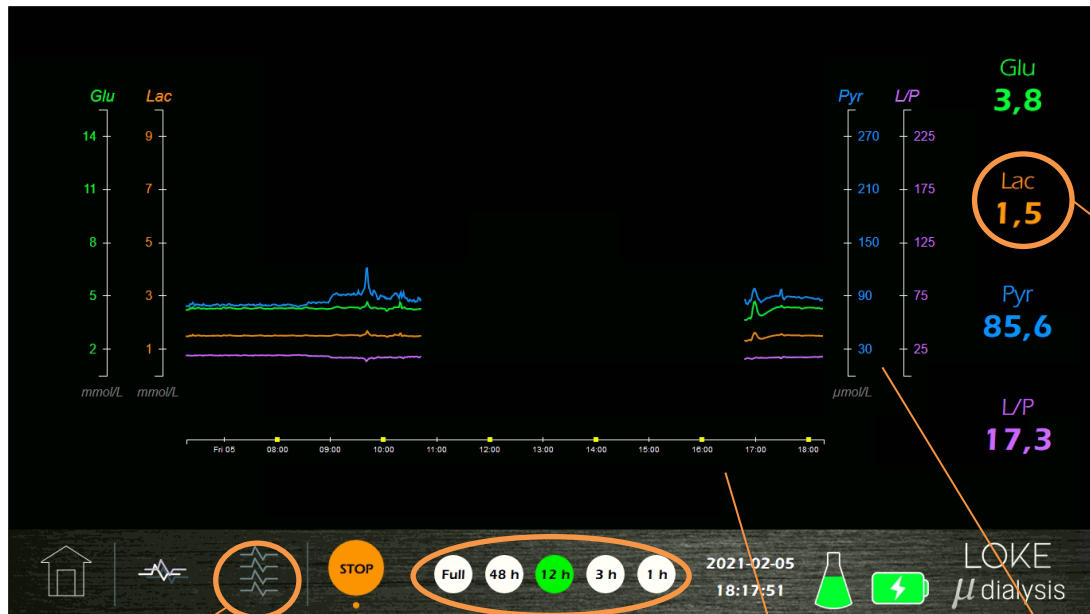 Glu
3,8
Glu Lac
Pyr L/P
14 9 270 225
11 7 210 175
Lac
1,5
8 5 150 125
5 3 90 75
Pyr
85,6
2 1 30 25
mmol/L mmol/L
µmol/L
L/P
17,3
Fri 05 08:00 09:00 10:00 11:00 12:00 13:00 14:00 15:00 16:00 17:00 18:00
STOP
Full 48 h 12 h 3 h 1 h
2021-02-05
18:17:51
LOKE
µ dialysis